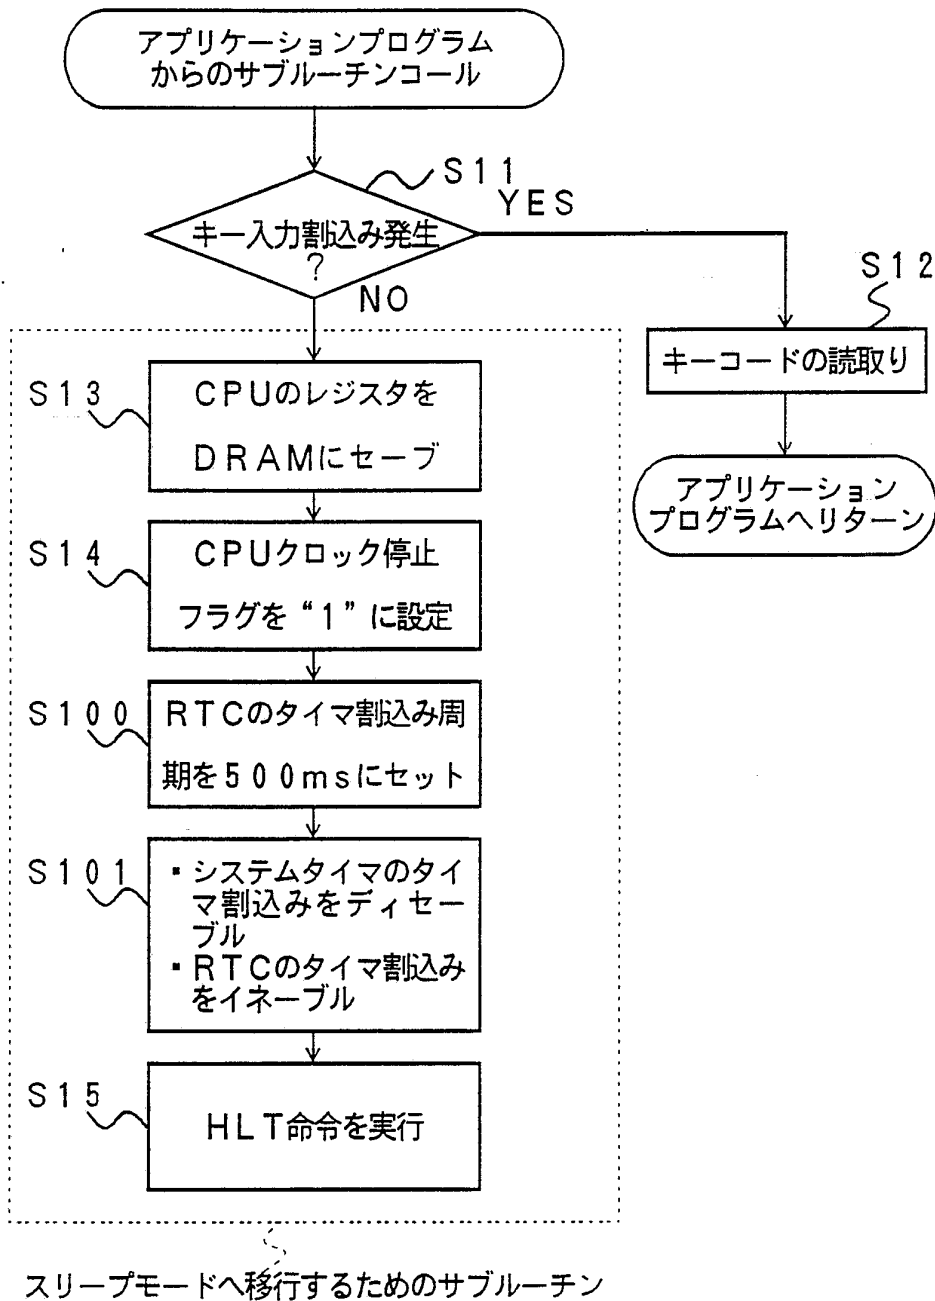 アプリケーションプログラム
からのサブルーチンコール
S11
YES
キー入力割込み発生
?
NO
S12
キーコードの読取り
アプリケーション
プログラムへリターン
S13
CPUのレジスタを
DRAMにセーブ
S14
CPUクロック停止
フラグを“1”に設定
S100
RTCのタイマ割込み周
期を500msにセット
S101
▪システムタイマのタイ
マ割込みをディセー
ブル
▪RTCのタイマ割込み
をイネーブル
S15
HLT命令を実行
スリープモードへ移行するためのサブルーチン